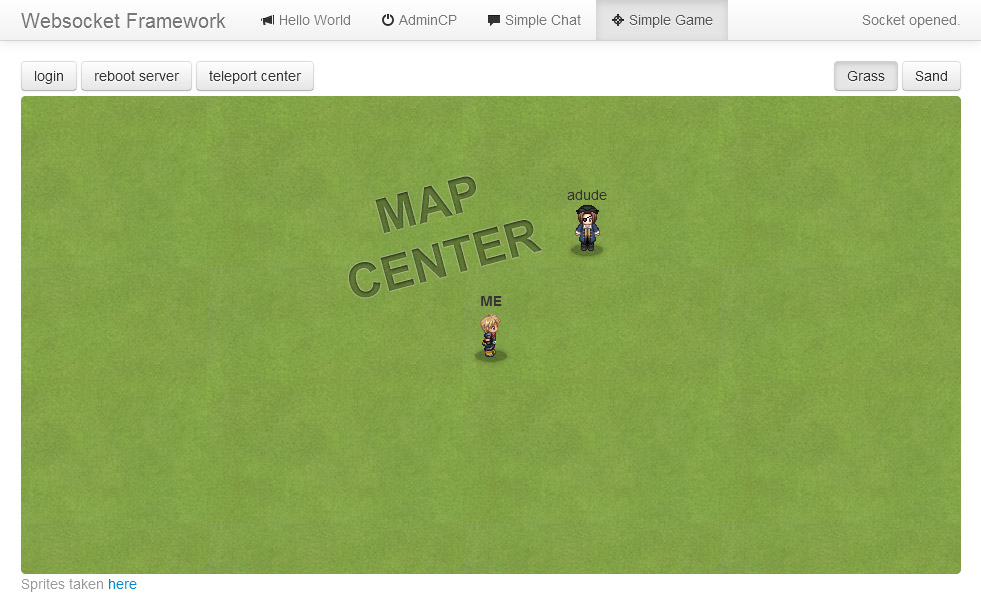 Websocket Framework Hello World AdminCP Simple Chat Simple Game Socket opened.
login reboot server teleport center Grass Sand
MAP
CENTER
adude
ME
Sprites taken here